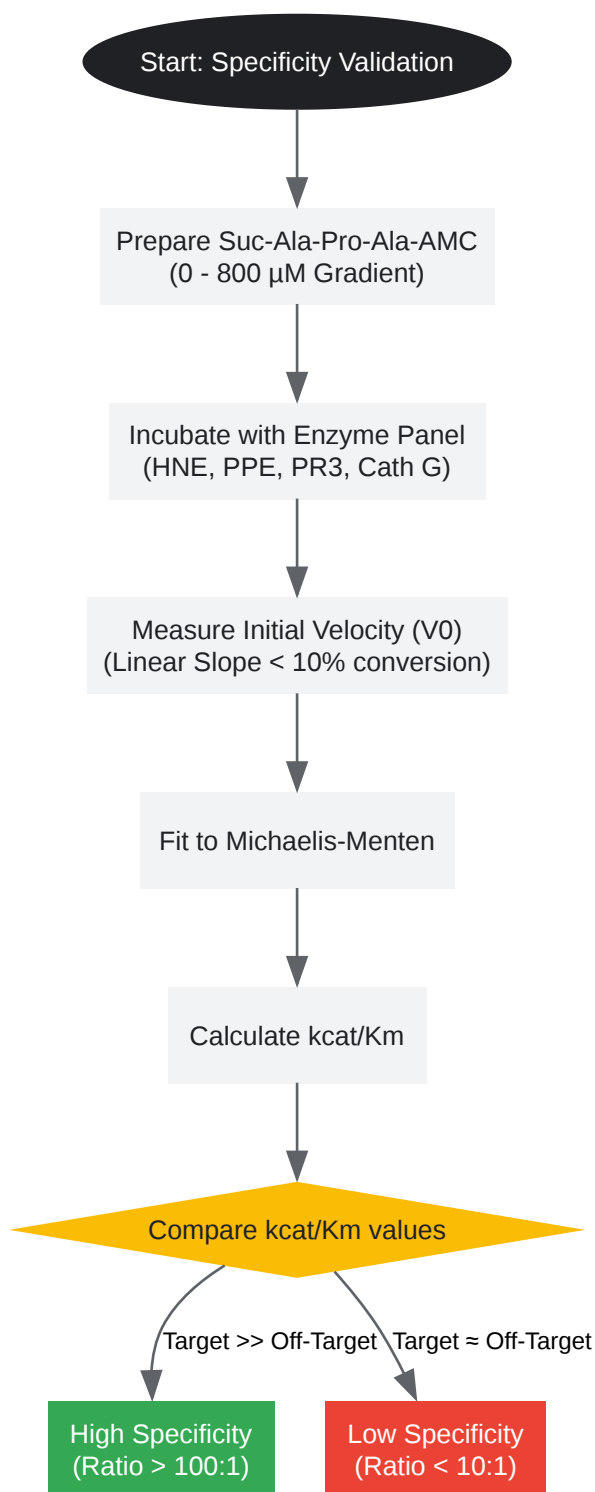 Start: Specificity Validation
Prepare Suc-Ala-Pro-Ala-AMC
(0 - 800 µM Gradient)
Incubate with Enzyme Panel
(HNE, PPE, PR3, Cath G)
Measure Initial Velocity (V0)
(Linear Slope < 10% conversion)
Fit to Michaelis-Menten
Calculate kcat/Km
Compare kcat/Km values
Target >> Off-Target
Target ≈ Off-Target
High Specificity
(Ratio > 100:1)
Low Specificity
(Ratio < 10:1)